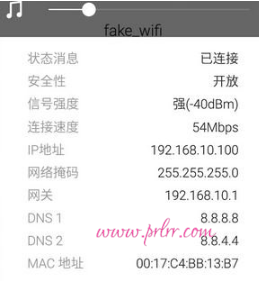 fake_wifi
状态消息 已连接
安全性 开放
信号强度 强(-40dBm)
连接速度 54Mbps
IP地址 192.168.10.100
网络掩码 255.255.255.0
网关 192.168.10.1
DNS 1 8.8.8.8
www.prlrr.com
DNS 2 8.8.4.4
MAC 地址 00:17:C4:BB:13:B7